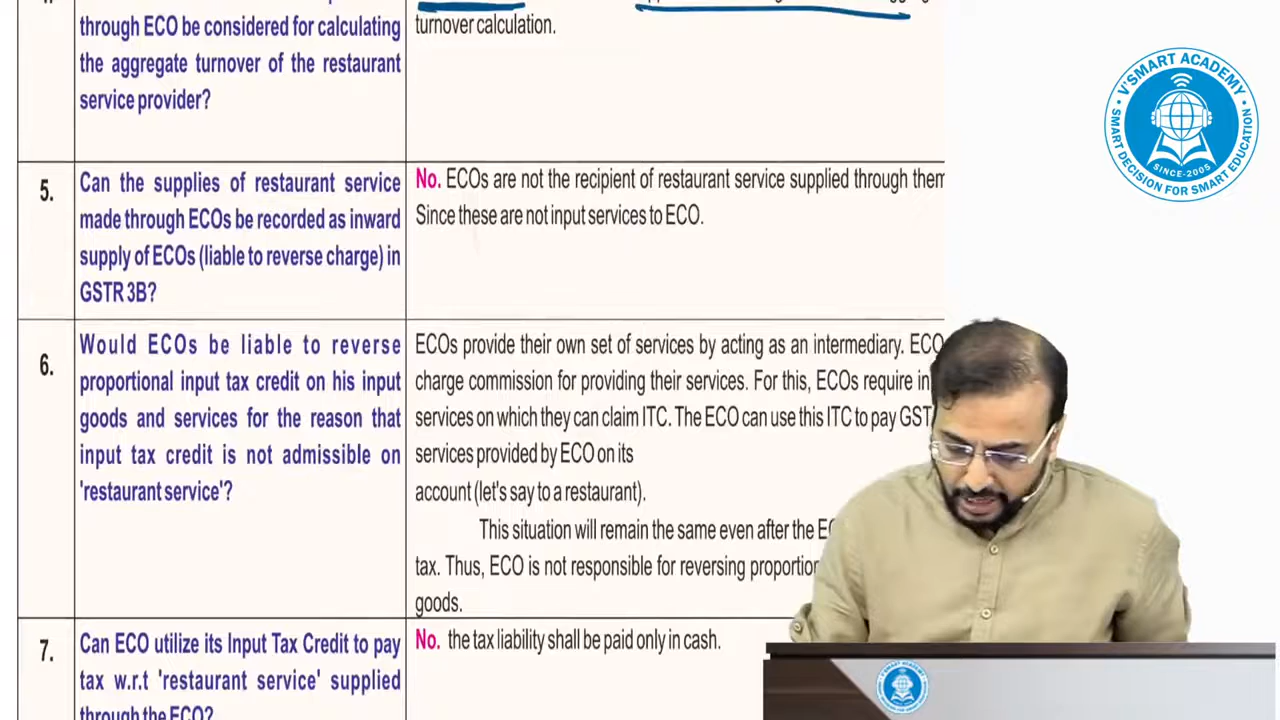 through ECO be considered for calculating
the aggregate turnover of the restaurant
service provider?
turnover calculation.
5.
Can the supplies of restaurant service
made through ECOs be recorded as inward
supply of ECOs (liable to reverse charge) in
GSTR 3B?
No. ECOs are not the recipient of restaurant service supplied through them
Since these are not input services to ECO.
6.
Would ECOs be liable to reverse
proportional input tax credit on his input
goods and services for the reason that
input tax credit is not admissible on
'restaurant service'?
ECOs provide their own set of services by acting as an intermediary. ECO
charge commission for providing their services. For this, ECOs require
services on which they can claim ITC. The ECO can use this ITC to pay GST
services provided by ECO on its
account (let's say to a restaurant).
This situation will remain the same even after the
tax. Thus, ECO is not responsible for reversing
goods.
7.
Can ECO utilize its Input Tax Credit to pay
tax w.r.t 'restaurant service' supplied
through the ECO?
No. the tax liability shall be paid only in cash.
V'SMART ACADEMY
SINCE-2005
SMART DECISION FOR SMART EDUCATION